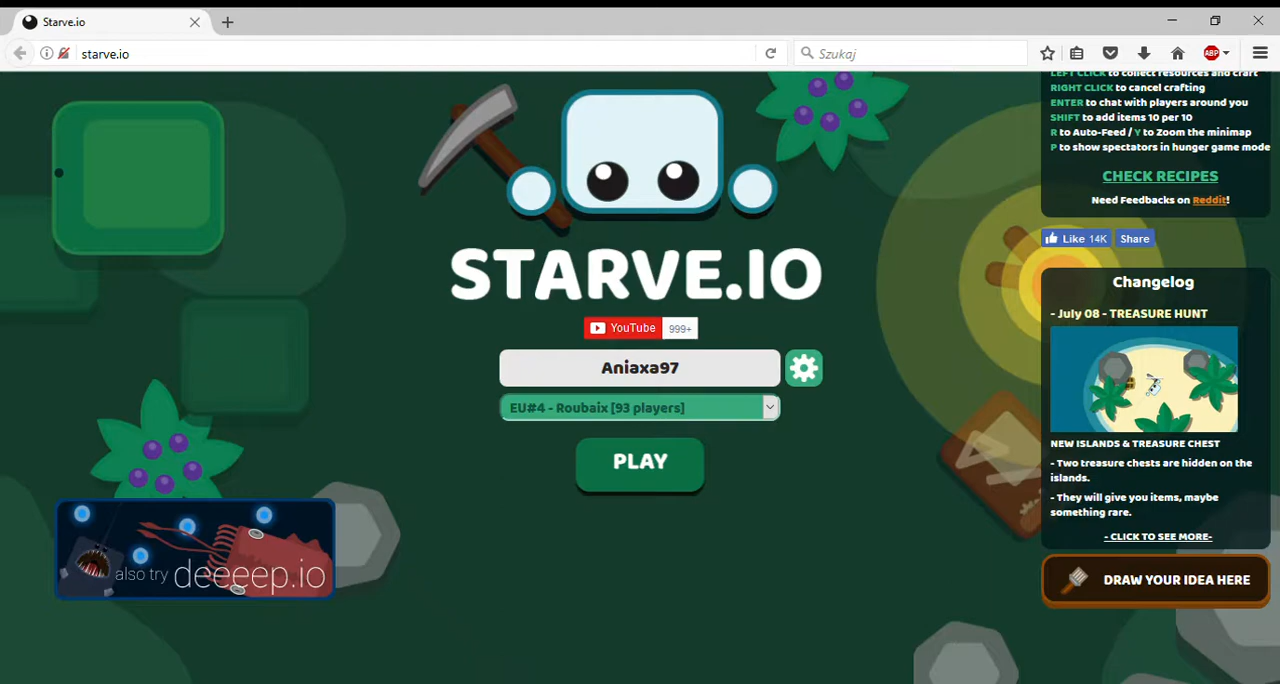 Starve.io
starve.io
Szukaj
ABP
LEFT CLICK to collect resources and craft
RIGHT CLICK to cancel crafting
ENTER to chat with players around you
SHIFT to add items 10 per 10
R to Auto-Feed / Y to Zoom the minimap
P to show spectators in hunger game mode
CHECK RECIPES
Need Feedbacks on Reddit!
Like 14K Share
STARVE.IO
YouTube 999+
Aniaxa97
EU#4 - Roubaix [93 players]
PLAY
Changelog
- July 08 - TREASURE HUNT
NEW ISLANDS & TREASURE CHEST
- Two treasure chests are hidden on the
islands.
- They will give you items, maybe
something rare.
- CLICK TO SEE MORE-
DRAW YOUR IDEA HERE
also try deeeep.io